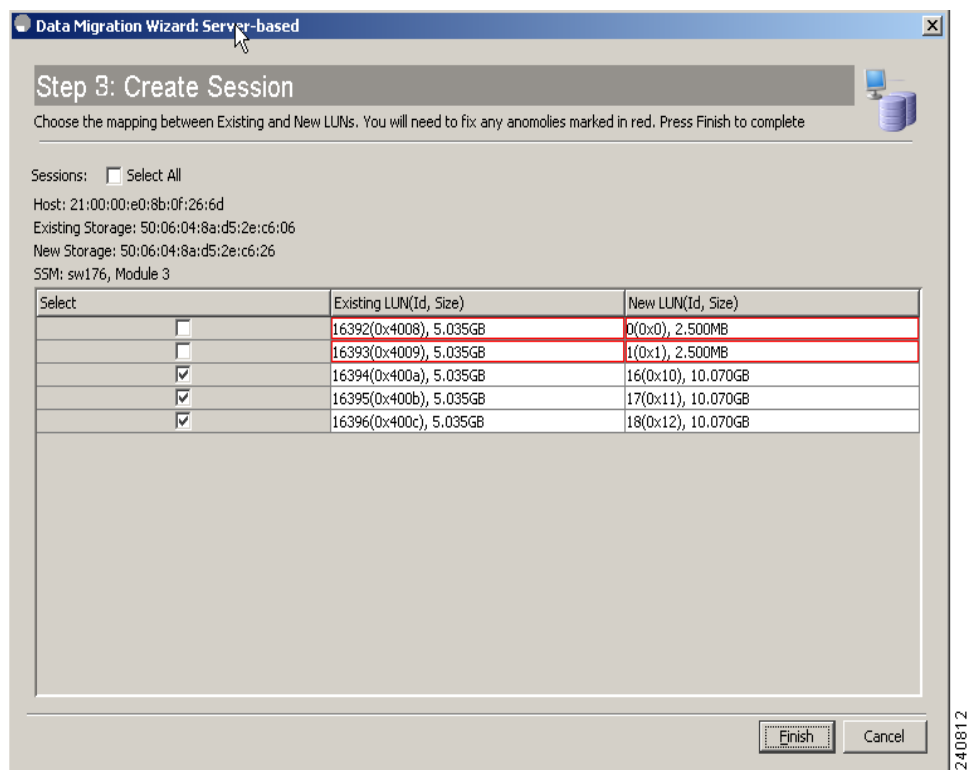 Data Migration Wizard: Server-based
Step 3: Create Session
Choose the mapping between Existing and New LUNs. You will need to fix any anomolies marked in red. Press Finish to complete
Sessions: Select All
Host: 21:00:00:e0:8b:0f:26:6d
Existing Storage: 50:06:04:8a:d5:2e:c6:06
New Storage: 50:06:04:8a:d5:2e:c6:26
SSM: sw176, Module 3
Select Existing LUN(Id, Size) New LUN(Id, Size)
16392(0x4008), 5.035GB 0(0x0), 2.500MB
16393(0x4009), 5.035GB 1(0x1), 2.500MB
16394(0x400a), 5.035GB 16(0x10), 10.070GB
16395(0x400b), 5.035GB 17(0x11), 10.070GB
16396(0x400c), 5.035GB 18(0x12), 10.070GB
Finish Cancel
240812